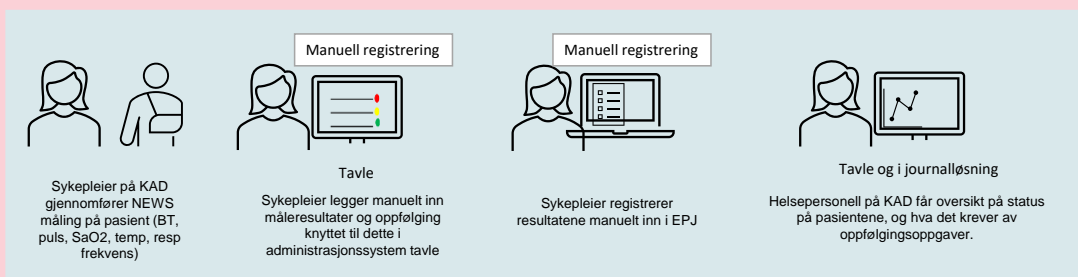 Manuell registrering
Manuell registrering
Sykepleier på KAD
gjennomfører NEWS
måling på pasient (BT,
puls, SaO2, temp, resp
frekvens)
Tavle
Sykepleier legger manuelt inn
måleresultater og oppfølging
knyttet til dette i
administrasjonssystem tavle
Sykepleier registrerer
resultatene manuelt inn i EPJ
Tavle og i journalløsning
Helsepersonell på KAD får oversikt på status
på pasientene, og hva det krever av
oppfølgingsoppgaver.